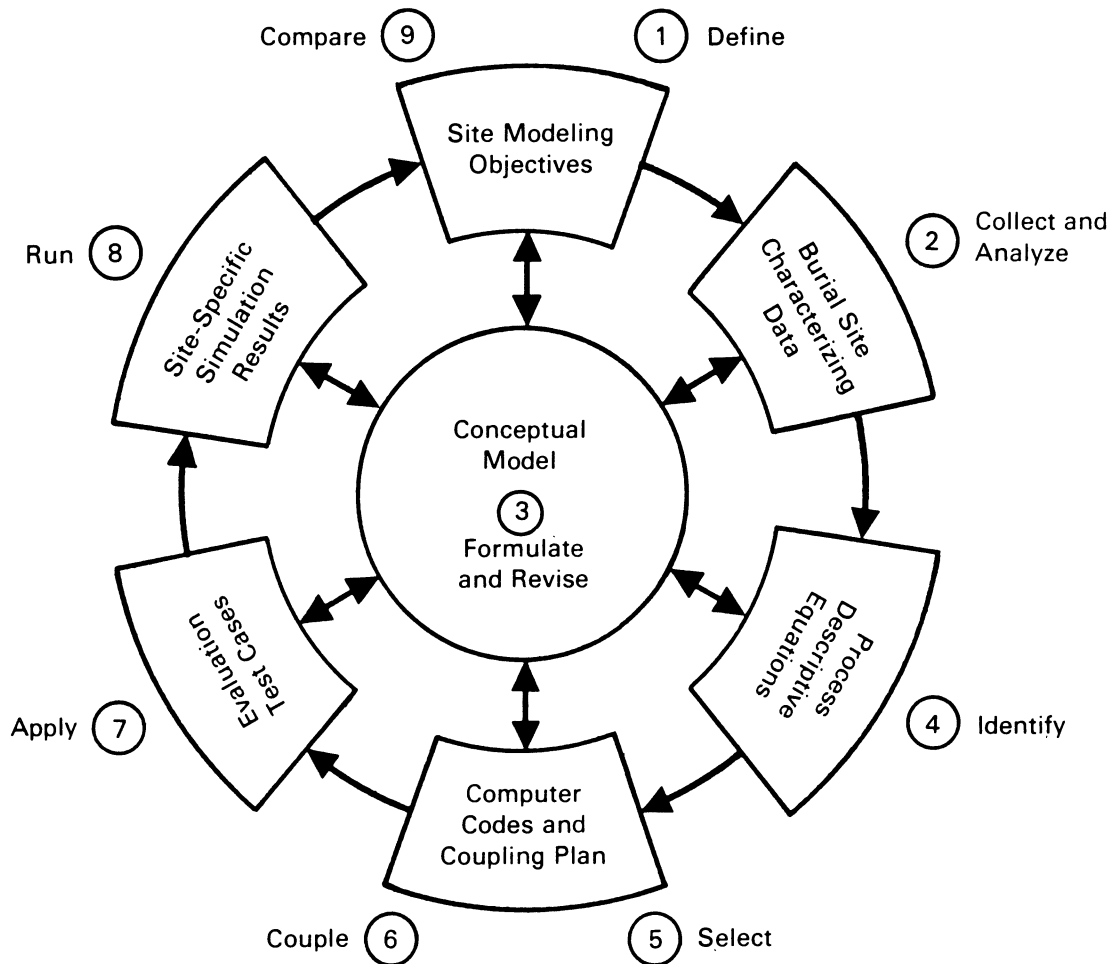 Compare 9
1 Define
Site Modeling
Objectives
2 Collect and
Analyze
Burial Site
Characterizing
Data
Run 8
Site-Specific
Simulation
Results
Conceptual
Model
3
Formulate
and Revise
Process
Descriptive
Equations
4 Identify
Evaluation
Test Cases
Apply 7
Computer
Codes and
Coupling Plan
Couple 6
5 Select